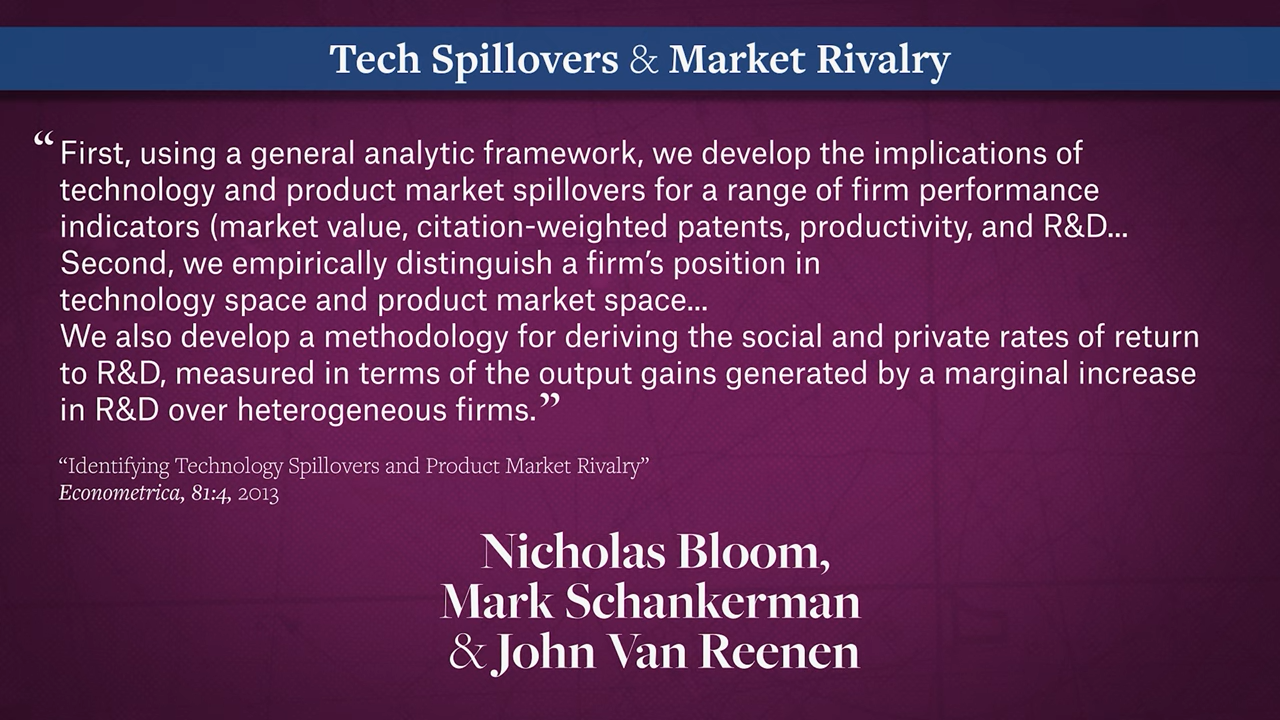 Tech Spillovers & Market Rivalry
“First, using a general analytic framework, we develop the implications of
technology and product market spillovers for a range of firm performance
indicators (market value, citation-weighted patents, productivity, and R&D...
Second, we empirically distinguish a firm’s position in
technology space and product market space...
We also develop a methodology for deriving the social and private rates of return
to R&D, measured in terms of the output gains generated by a marginal increase
in R&D over heterogeneous firms.”
“Identifying Technology Spillovers and Product Market Rivalry”
Econometrica, 81:4, 2013
Nicholas Bloom,
Mark Schankerman
& John Van Reenen